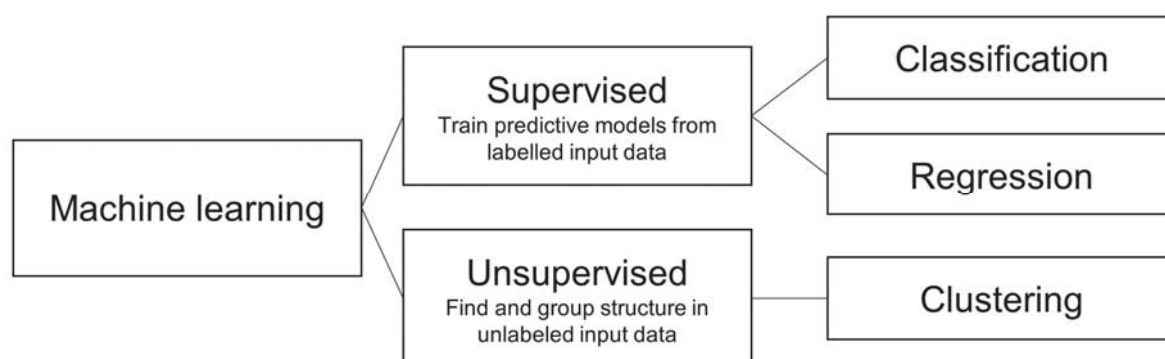 Machine learning
Supervised
Train predictive models from
labelled input data
Unsupervised
Find and group structure in
unlabeled input data
Classification
Regression
Clustering